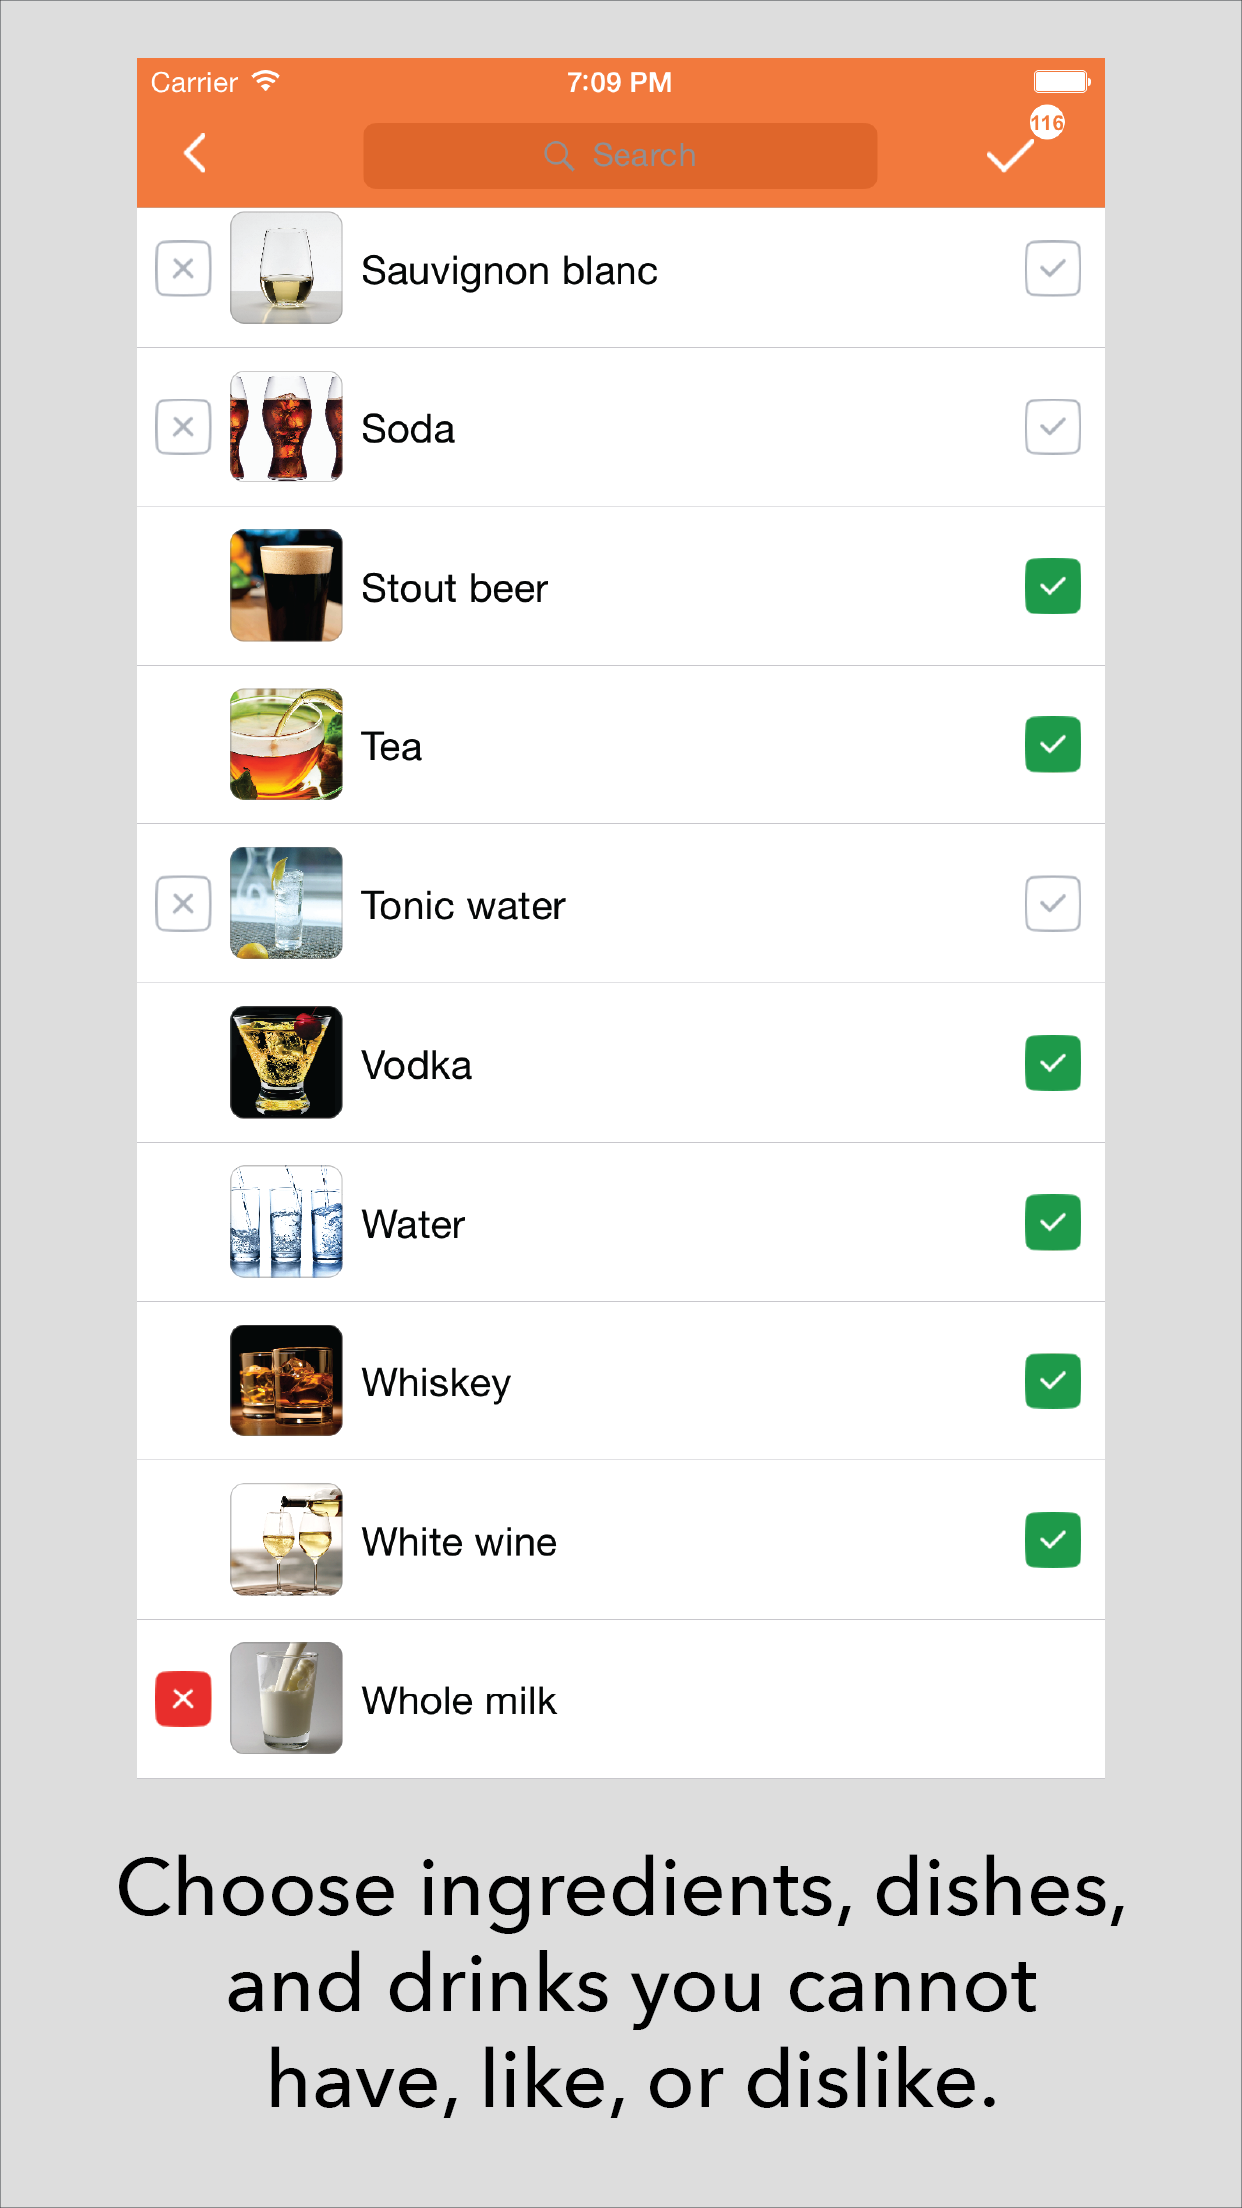 Carrier 7:09 PM
116
Search
Sauvignon blanc
Soda
Stout beer
Tea
Tonic water
Vodka
Water
Whiskey
White wine
Whole milk
Choose ingredients, dishes,
and drinks you cannot
have, like, or dislike.